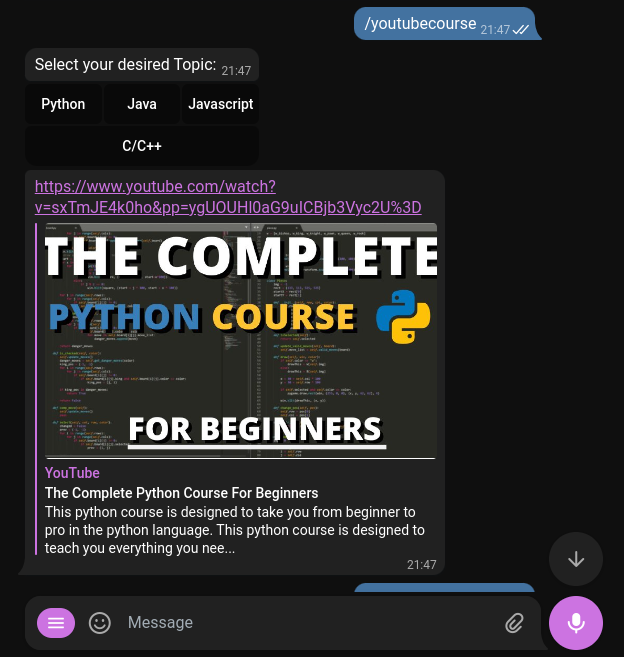 /youtubecourse 21:47
Select your desired Topic: 21:47
Python Java Javascript
C/C++
https://www.youtube.com/watch?
v=sxTmJE4k0ho&pp=ygUOUHl0aG9uICBjb3Vyc2U%3D
THE COMPLETE
PYTHON COURSE
FOR BEGINNERS
YouTube
The Complete Python Course For Beginners
This python course is designed to take you from beginner to
pro in the python language. This python course is designed to
teach you everything you nee...
21:47
Message